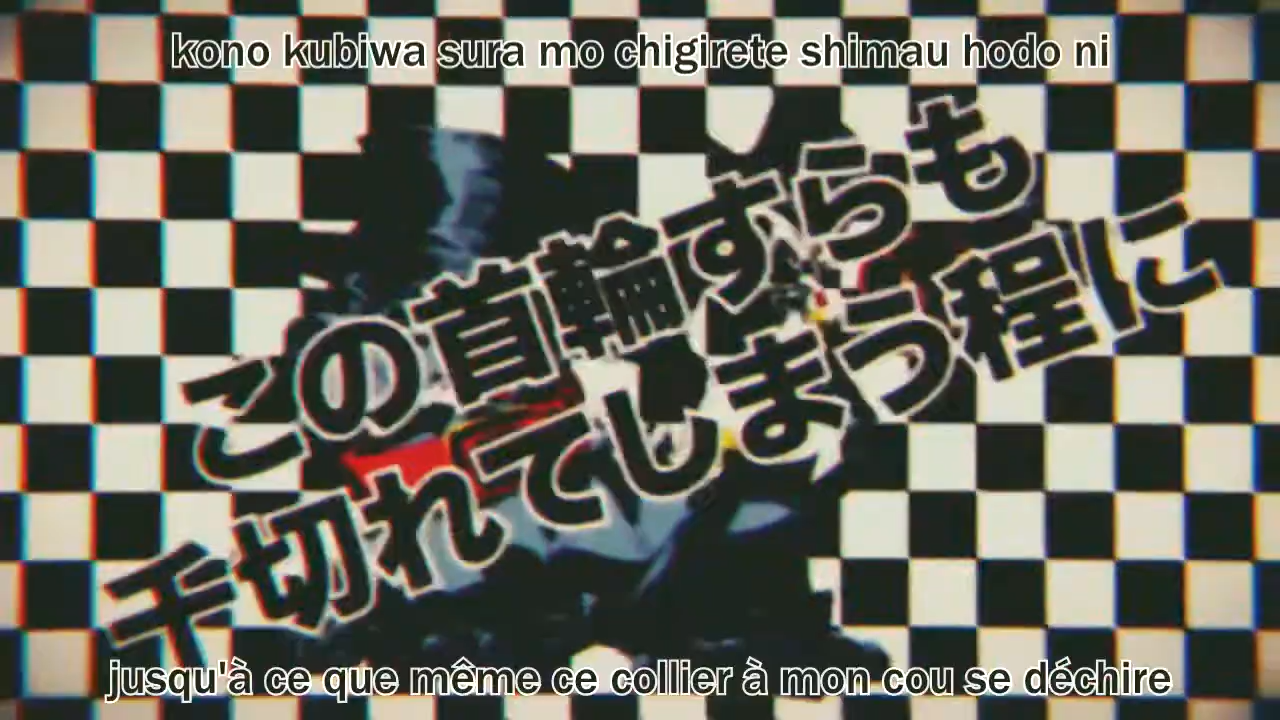 kono kubiwa sura mo chigirete shimau hodo ni
この首輪すらも
千切れてしまう程に
jusqu'à ce que même ce collier à mon cou se déchire